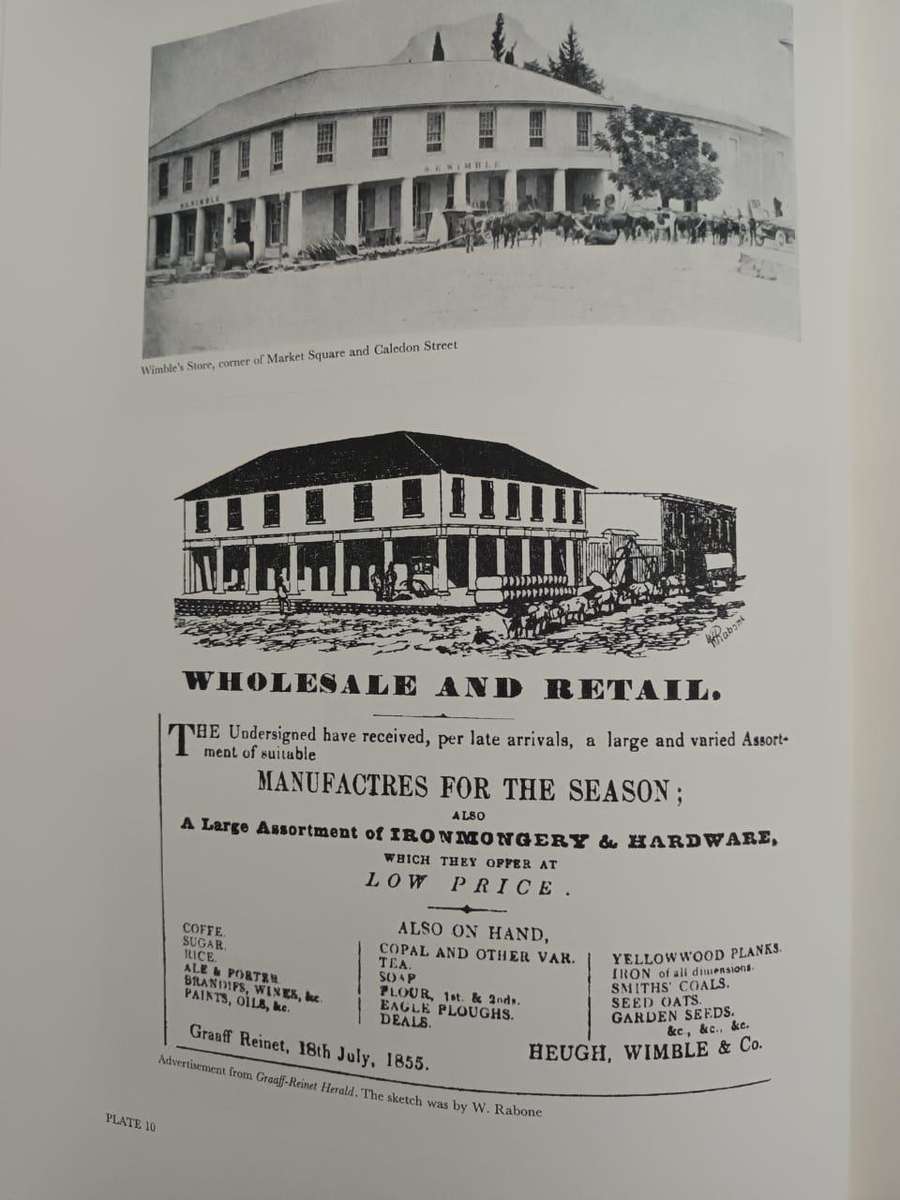 S. E. WIMBLE
Wimble's Store, corner of Market Square and Caledon Street
W Rabone
WHOLESALE AND RETAIL.
THE Undersigned have received, per late arrivals, a large and varied Assort-
ment of suitable
MANUFACTRES FOR THE SEASON;
ALSO
A Large Assortment of IRONMONGERY & HARDWARE,
WHICH THEY OFFER AT
LOW PRICE.
ALSO ON HAND,
COFFE.
SUGAR.
RICE.
ALE & PORTER.
BRANDIES, WINES, &c.
PAINTS, OILS, &c.
COPAL AND OTHER VAR.
TEA.
SOAP
FLOUR, 1st. & 2nds.
EAGLE PLOUGHS.
DEALS.
YELLOWWOOD PLANKS.
IRON of all dimensions.
SMITHS' COALS.
SEED OATS.
GARDEN SEEDS.
&c, &c., &c.
Graaff Reinet, 18th July, 1855.
HEUGH, WIMBLE & Co.
Advertisement from Graaff-Reinet Herald. The sketch was by W. Rabone
PLATE 10